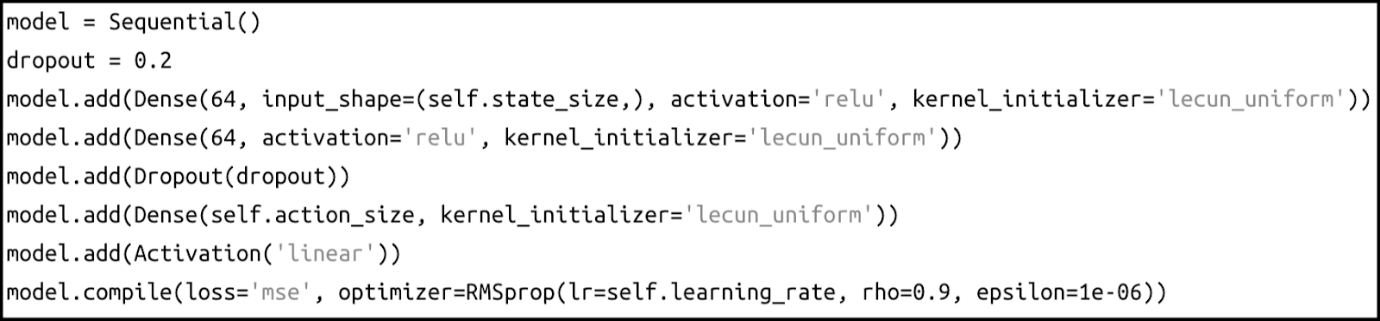 model = Sequential()
dropout = 0.2
model.add(Dense(64, input_shape=(self.state_size,), activation='relu', kernel_initializer='lecun_uniform'))
model.add(Dense(64, activation='relu', kernel_initializer='lecun_uniform'))
model.add(Dropout(dropout))
model.add(Dense(self.action_size, kernel_initializer='lecun_uniform'))
model.add(Activation('linear'))
model.compile(loss='mse', optimizer=RMSprop(lr=self.learning_rate, rho=0.9, epsilon=1e-06))